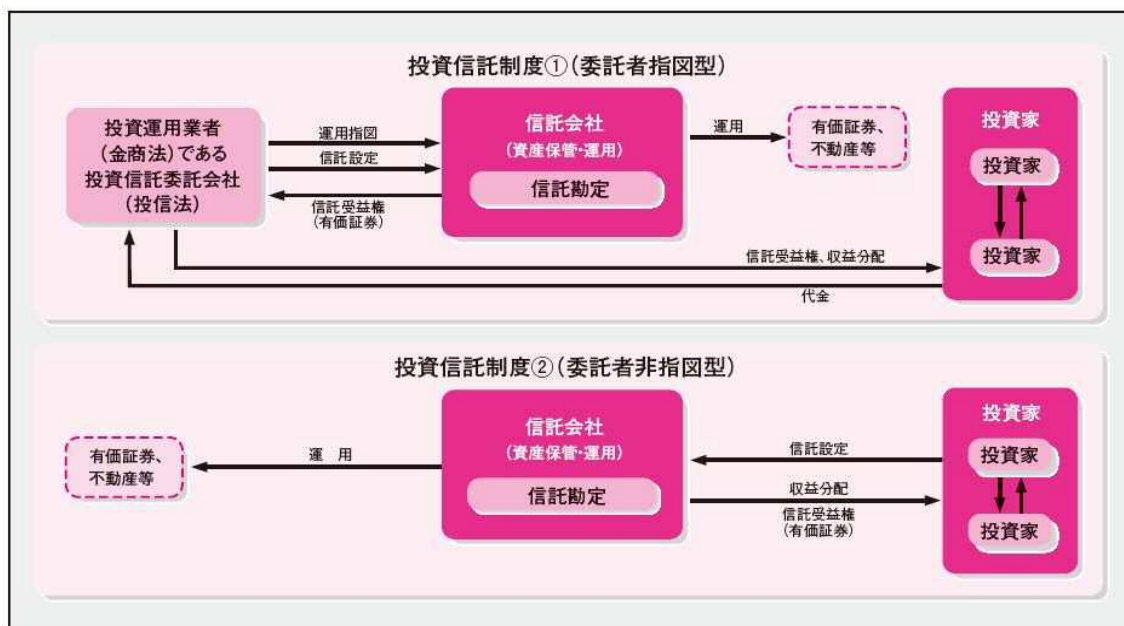 投資信託制度①(委託者指図型)
投資運用業者
(金商法)である
投資信託委託会社
(投信法)
運用指図
信託設定
信託受益権
(有価証券)
信託会社
(資産保管・運用)
信託勘定
運用
有価証券、
不動産等
投資家
投資家
投資家
信託受益権、収益分配
代金
投資信託制度②(委託者非指図型)
有価証券、
不動産等
運 用
信託会社
(資産保管・運用)
信託勘定
信託設定
収益分配
信託受益権
(有価証券)
投資家
投資家
投資家